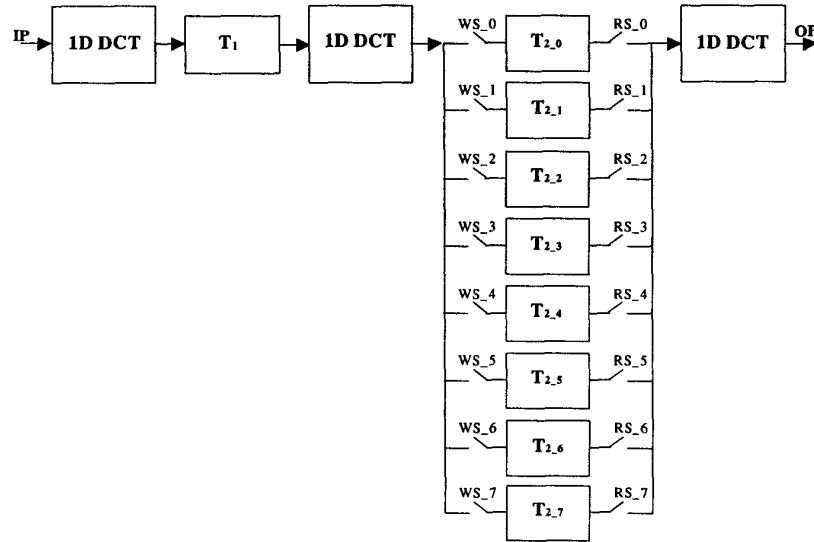 IP 1D DCT T1 1D DCT WS_0 T2_0 RS_0 1D DCT OP
WS_1 T2_1 RS_1
WS_2 T2_2 RS_2
WS_3 T2_3 RS_3
WS_4 T2_4 RS_4
WS_5 T2_5 RS_5
WS_6 T2_6 RS_6
WS_7 T2_7 RS_7